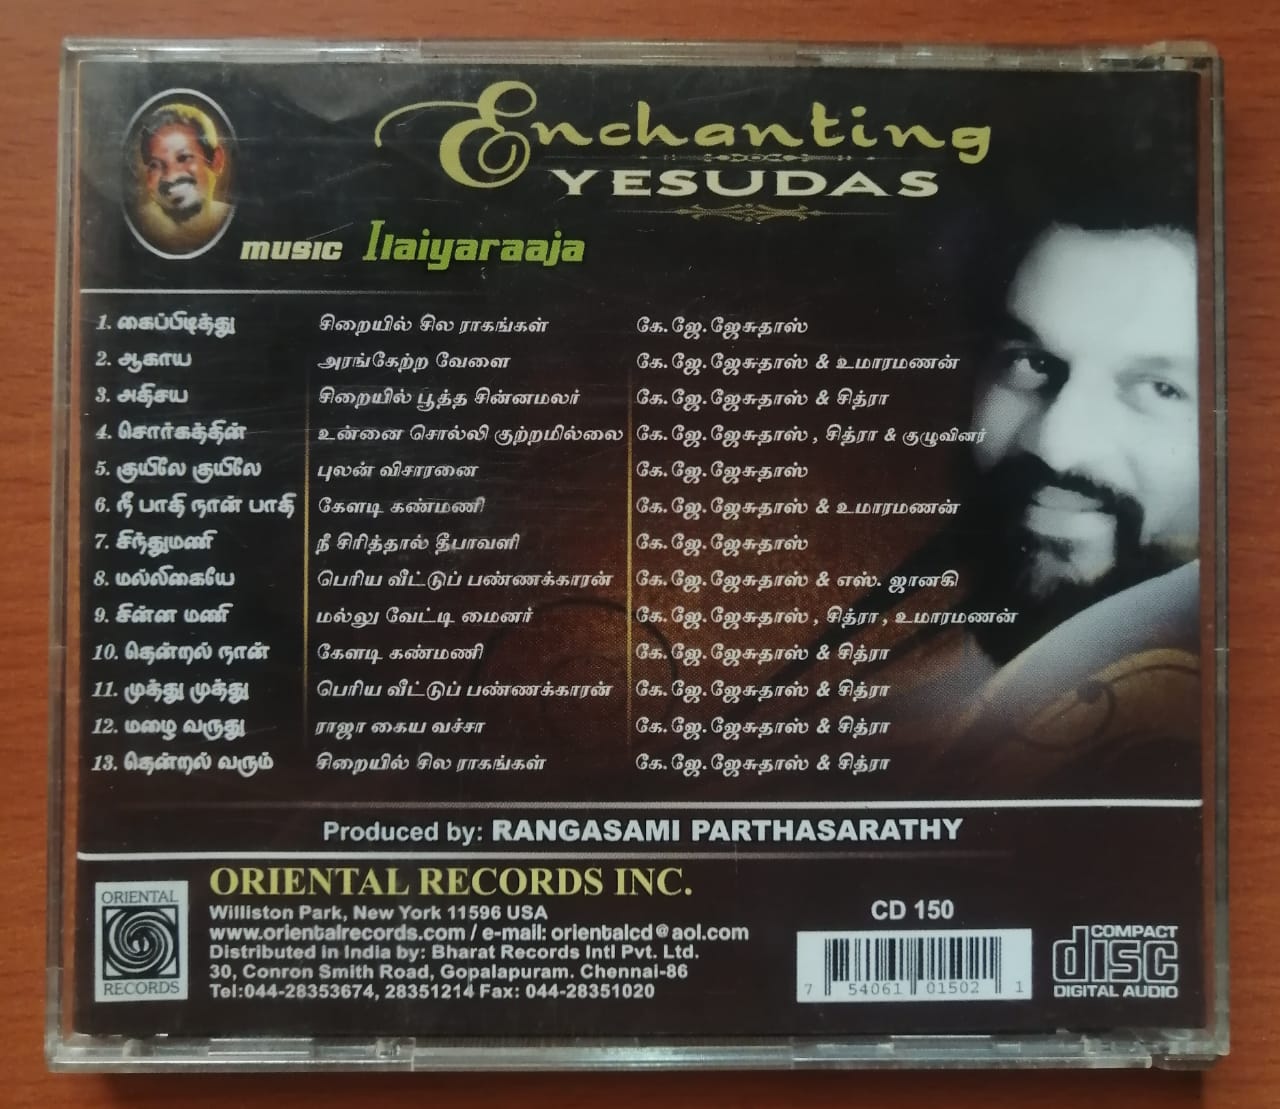 Enchanting
YESUDAS
music Ilaiyaraaja
1. கைப்பிடித்து சிறையில் சில ராகங்கள் கே.ஜே.ஜேசுதாஸ்
2. ஆகாய அரங்கேற்ற வேளை கே.ஜே.ஜேசுதாஸ் & உமாரமணன்
3. அதிசய சிறையில் பூத்த சின்னமலர் கே.ஜே.ஜேசுதாஸ் & சித்ரா
4. சொர்கத்தின் உன்னை சொல்லி குற்றமில்லை கே.ஜே.ஜேசுதாஸ் , சித்ரா & குழுவினர்
5. குயிலே குயிலே புலன் விசாரனை கே.ஜே.ஜேசுதாஸ்
6. நீ பாதி நான் பாதி கேளடி கண்மணி கே.ஜே.ஜேசுதாஸ் & உமாரமணன்
7. சிந்துமணி நீ சிரித்தால் தீபாவளி கே.ஜே.ஜேசுதாஸ்
8. மல்லிகையே பெரிய வீட்டுப் பண்ணக்காரன் கே.ஜே.ஜேசுதாஸ் & எஸ். ஜானகி
9. சின்ன மணி மல்லு வேட்டி மைனர் கே.ஜே.ஜேசுதாஸ் , சித்ரா , உமாரமணன்
10. தென்றல் நான் கேளடி கண்மணி கே.ஜே.ஜேசுதாஸ் & சித்ரா
11. முத்து முத்து பெரிய வீட்டுப் பண்ணக்காரன் கே.ஜே.ஜேசுதாஸ் & சித்ரா
12. மழை வருது ராஜா கைய வச்சா கே.ஜே.ஜேசுதாஸ் & சித்ரா
13. தென்றல் வரும் சிறையில் சில ராகங்கள் கே.ஜே.ஜேசுதாஸ் & சித்ரா
Produced by: RANGASAMI PARTHASARATHY
ORIENTAL
RECORDS
ORIENTAL RECORDS INC.
Williston Park, New York 11596 USA
www.orientalrecords.com / e-mail: orientalcd@aol.com
Distributed in India by: Bharat Records Intl Pvt. Ltd.
30, Conron Smith Road, Gopalapuram. Chennai-86
Tel:044-28353674, 28351214 Fax: 044-28351020
CD 150
7 54061 01502 1
COMPACT
disc
DIGITAL AUDIO